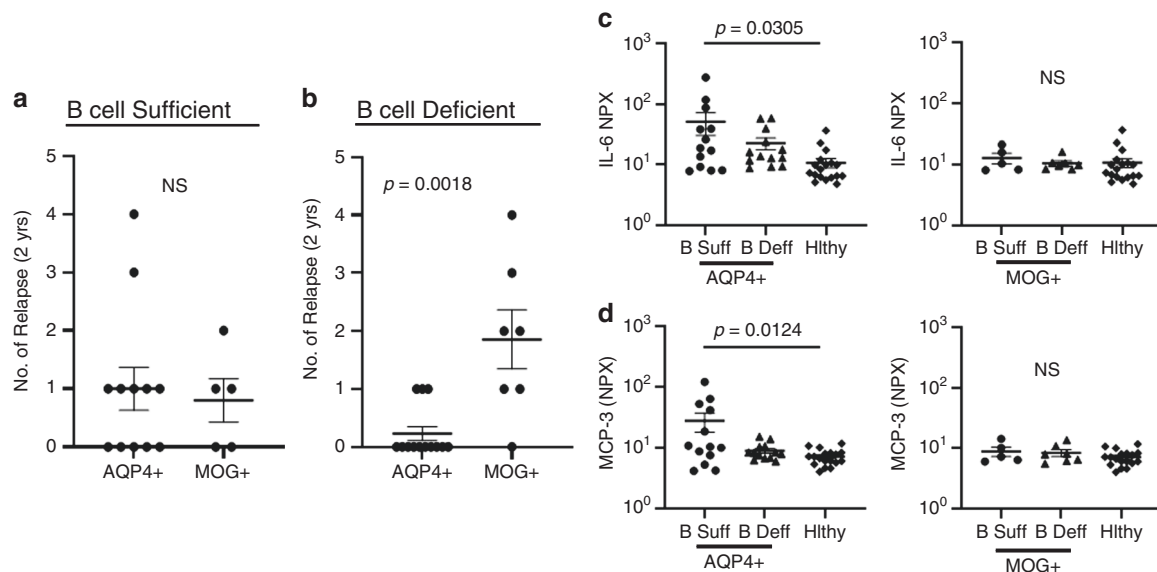 a
B cell Sufficient
No. of Relapse (2 yrs)
5
4
3
2
1
0
NS
AQP4+
MOG+
b
B cell Deficient
No. of Relapse (2 yrs)
5
4
3
2
1
0
p = 0.0018
AQP4+
MOG+
c
IL-6 NPX
10³
10²
10¹
10⁰
p = 0.0305
B Suff
B Deff
Hlthy
AQP4+
IL-6 NPX
10³
10²
10¹
10⁰
NS
B Suff
B Deff
Hlthy
MOG+
d
MCP-3 (NPX)
10³
10²
10¹
10⁰
p = 0.0124
B Suff
B Deff
Hlthy
AQP4+
MCP-3 (NPX)
10³
10²
10¹
10⁰
NS
B Suff
B Deff
Hlthy
MOG+